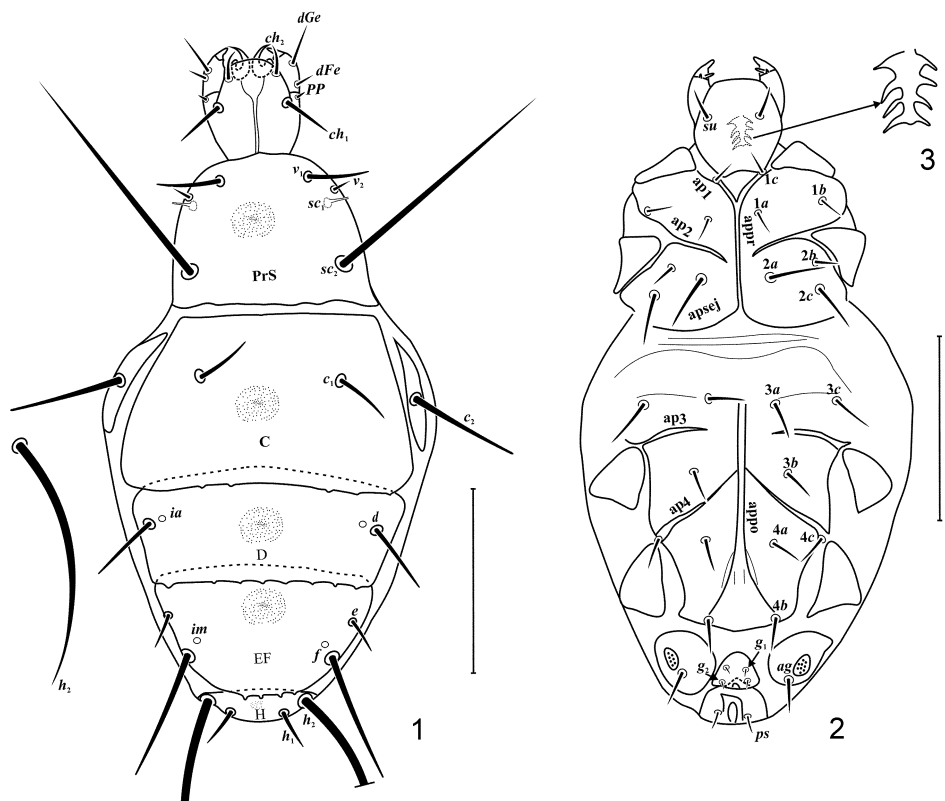 dGe
ch2
dFe
PP
ch1
v1
v2
sc1
sc2
PrS
c1
c2
C
ia
d
D
h2
e
im
f
EF
H
h2
h1
1
3
su
ap1
1c
1b
1a
ap2
appr
2b
2a
2c
apsej
3a
3c
ap3
3b
ap4
appo
4a
4c
4b
g1
g2
ag
ps
2